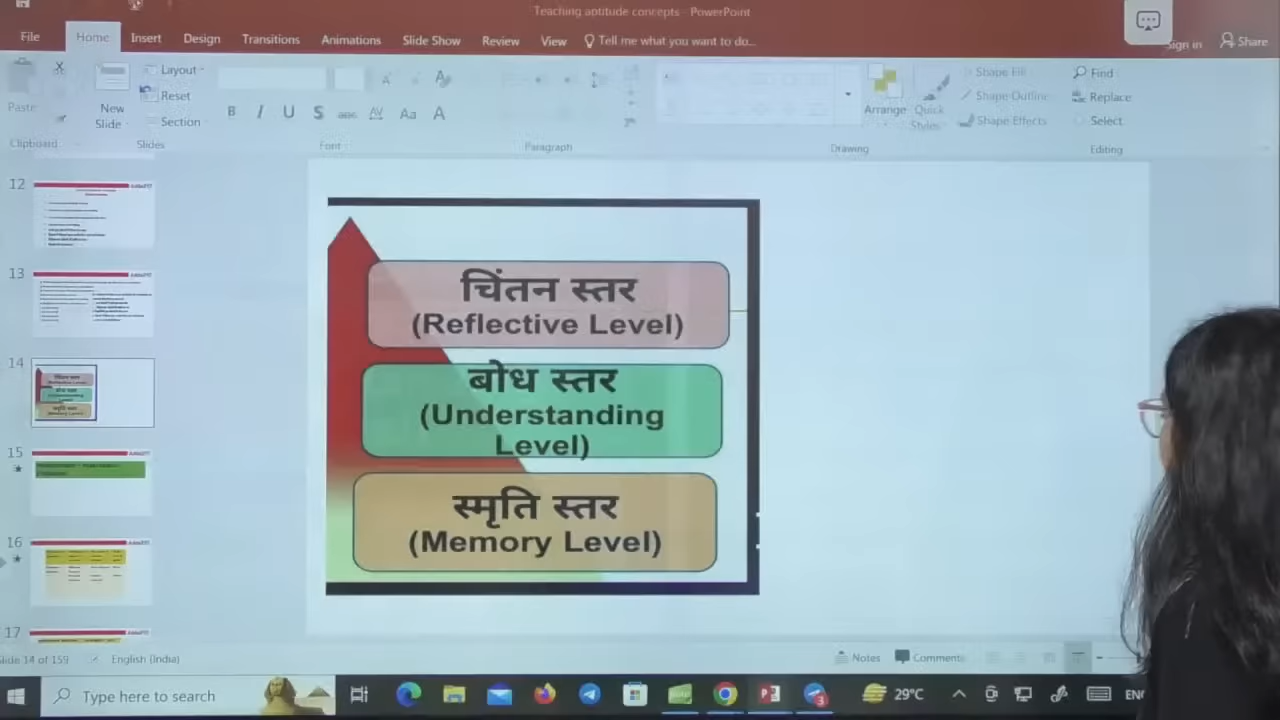 Teaching aptitude concepts - PowerPoint
File Home Insert Design Transitions Animations Slide Show Review View Tell me what you want to do... Sign in Share
Paste
New
Slide
Layout
Reset
Section
B I U S abc AV Aa A
Arrange
Quick
Styles
Shape Fill
Shape Outline
Shape Effects
Find
Replace
Select
Clipboard Slides Font Paragraph Drawing Editing
12
13
14
15
16
17
चिंतन स्तर
(Reflective Level)
बोध स्तर
(Understanding
Level)
स्मृति स्तर
(Memory Level)
Slide 14 of 159 English (India) Notes Comments
Type here to search 29°C